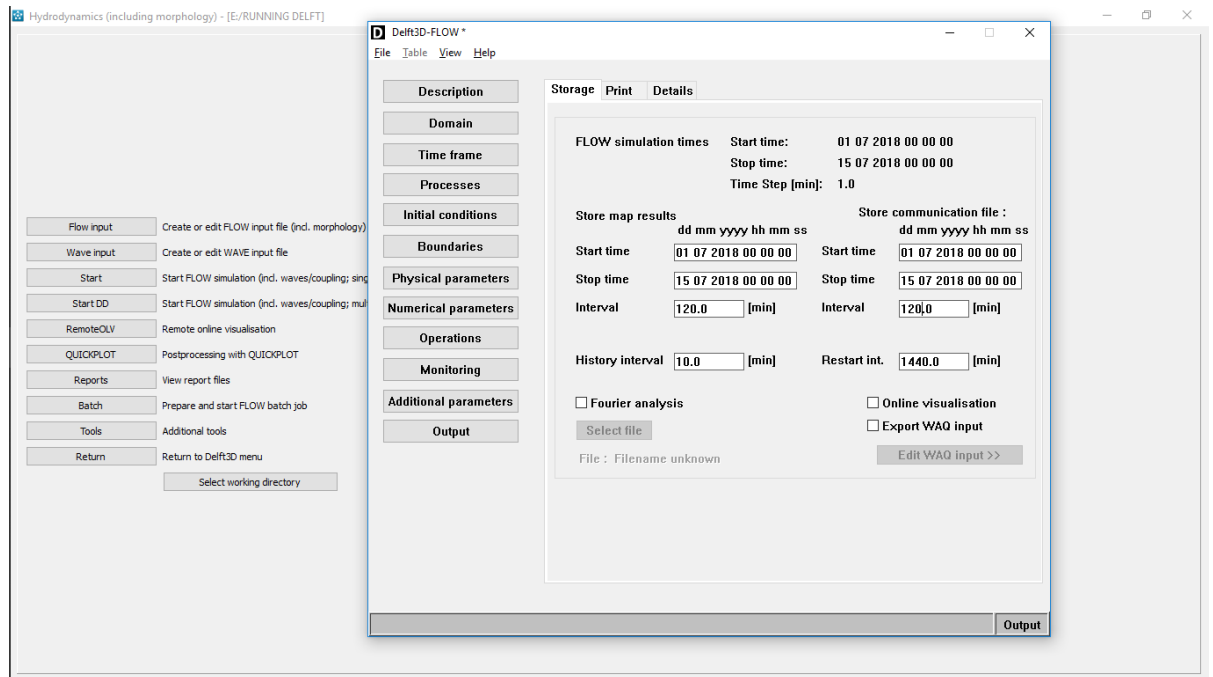 Hydrodynamics (including morphology) - [E:/RUNNING DELFT]
Flow input Create or edit FLOW input file (incl. morphology)
Wave input Create or edit WAVE input file
Start Start FLOW simulation (incl. waves/coupling; sing
Start DD Start FLOW simulation (incl. waves/coupling; mul
RemoteOLV Remote online visualisation
QUICKPLOT Postprocessing with QUICKPLOT
Reports View report files
Batch Prepare and start FLOW batch job
Tools Additional tools
Return Return to Delft3D menu
Select working directory
D Delft3D-FLOW *
File Table View Help
Description
Domain
Time frame
Processes
Initial conditions
Boundaries
Physical parameters
Numerical parameters
Operations
Monitoring
Additional parameters
Output
Storage Print Details
FLOW simulation times Start time: 01 07 2018 00 00 00
Stop time: 15 07 2018 00 00 00
Time Step [min]: 1.0
Store map results Store communication file :
dd mm yyyy hh mm ss dd mm yyyy hh mm ss
Start time 01 07 2018 00 00 00 Start time 01 07 2018 00 00 00
Stop time 15 07 2018 00 00 00 Stop time 15 07 2018 00 00 00
Interval 120.0 [min] Interval 120.0 [min]
History interval 10.0 [min] Restart int. 1440.0 [min]
Fourier analysis Online visualisation
Select file Export WAQ input
File : Filename unknown Edit WAQ input >>
Output